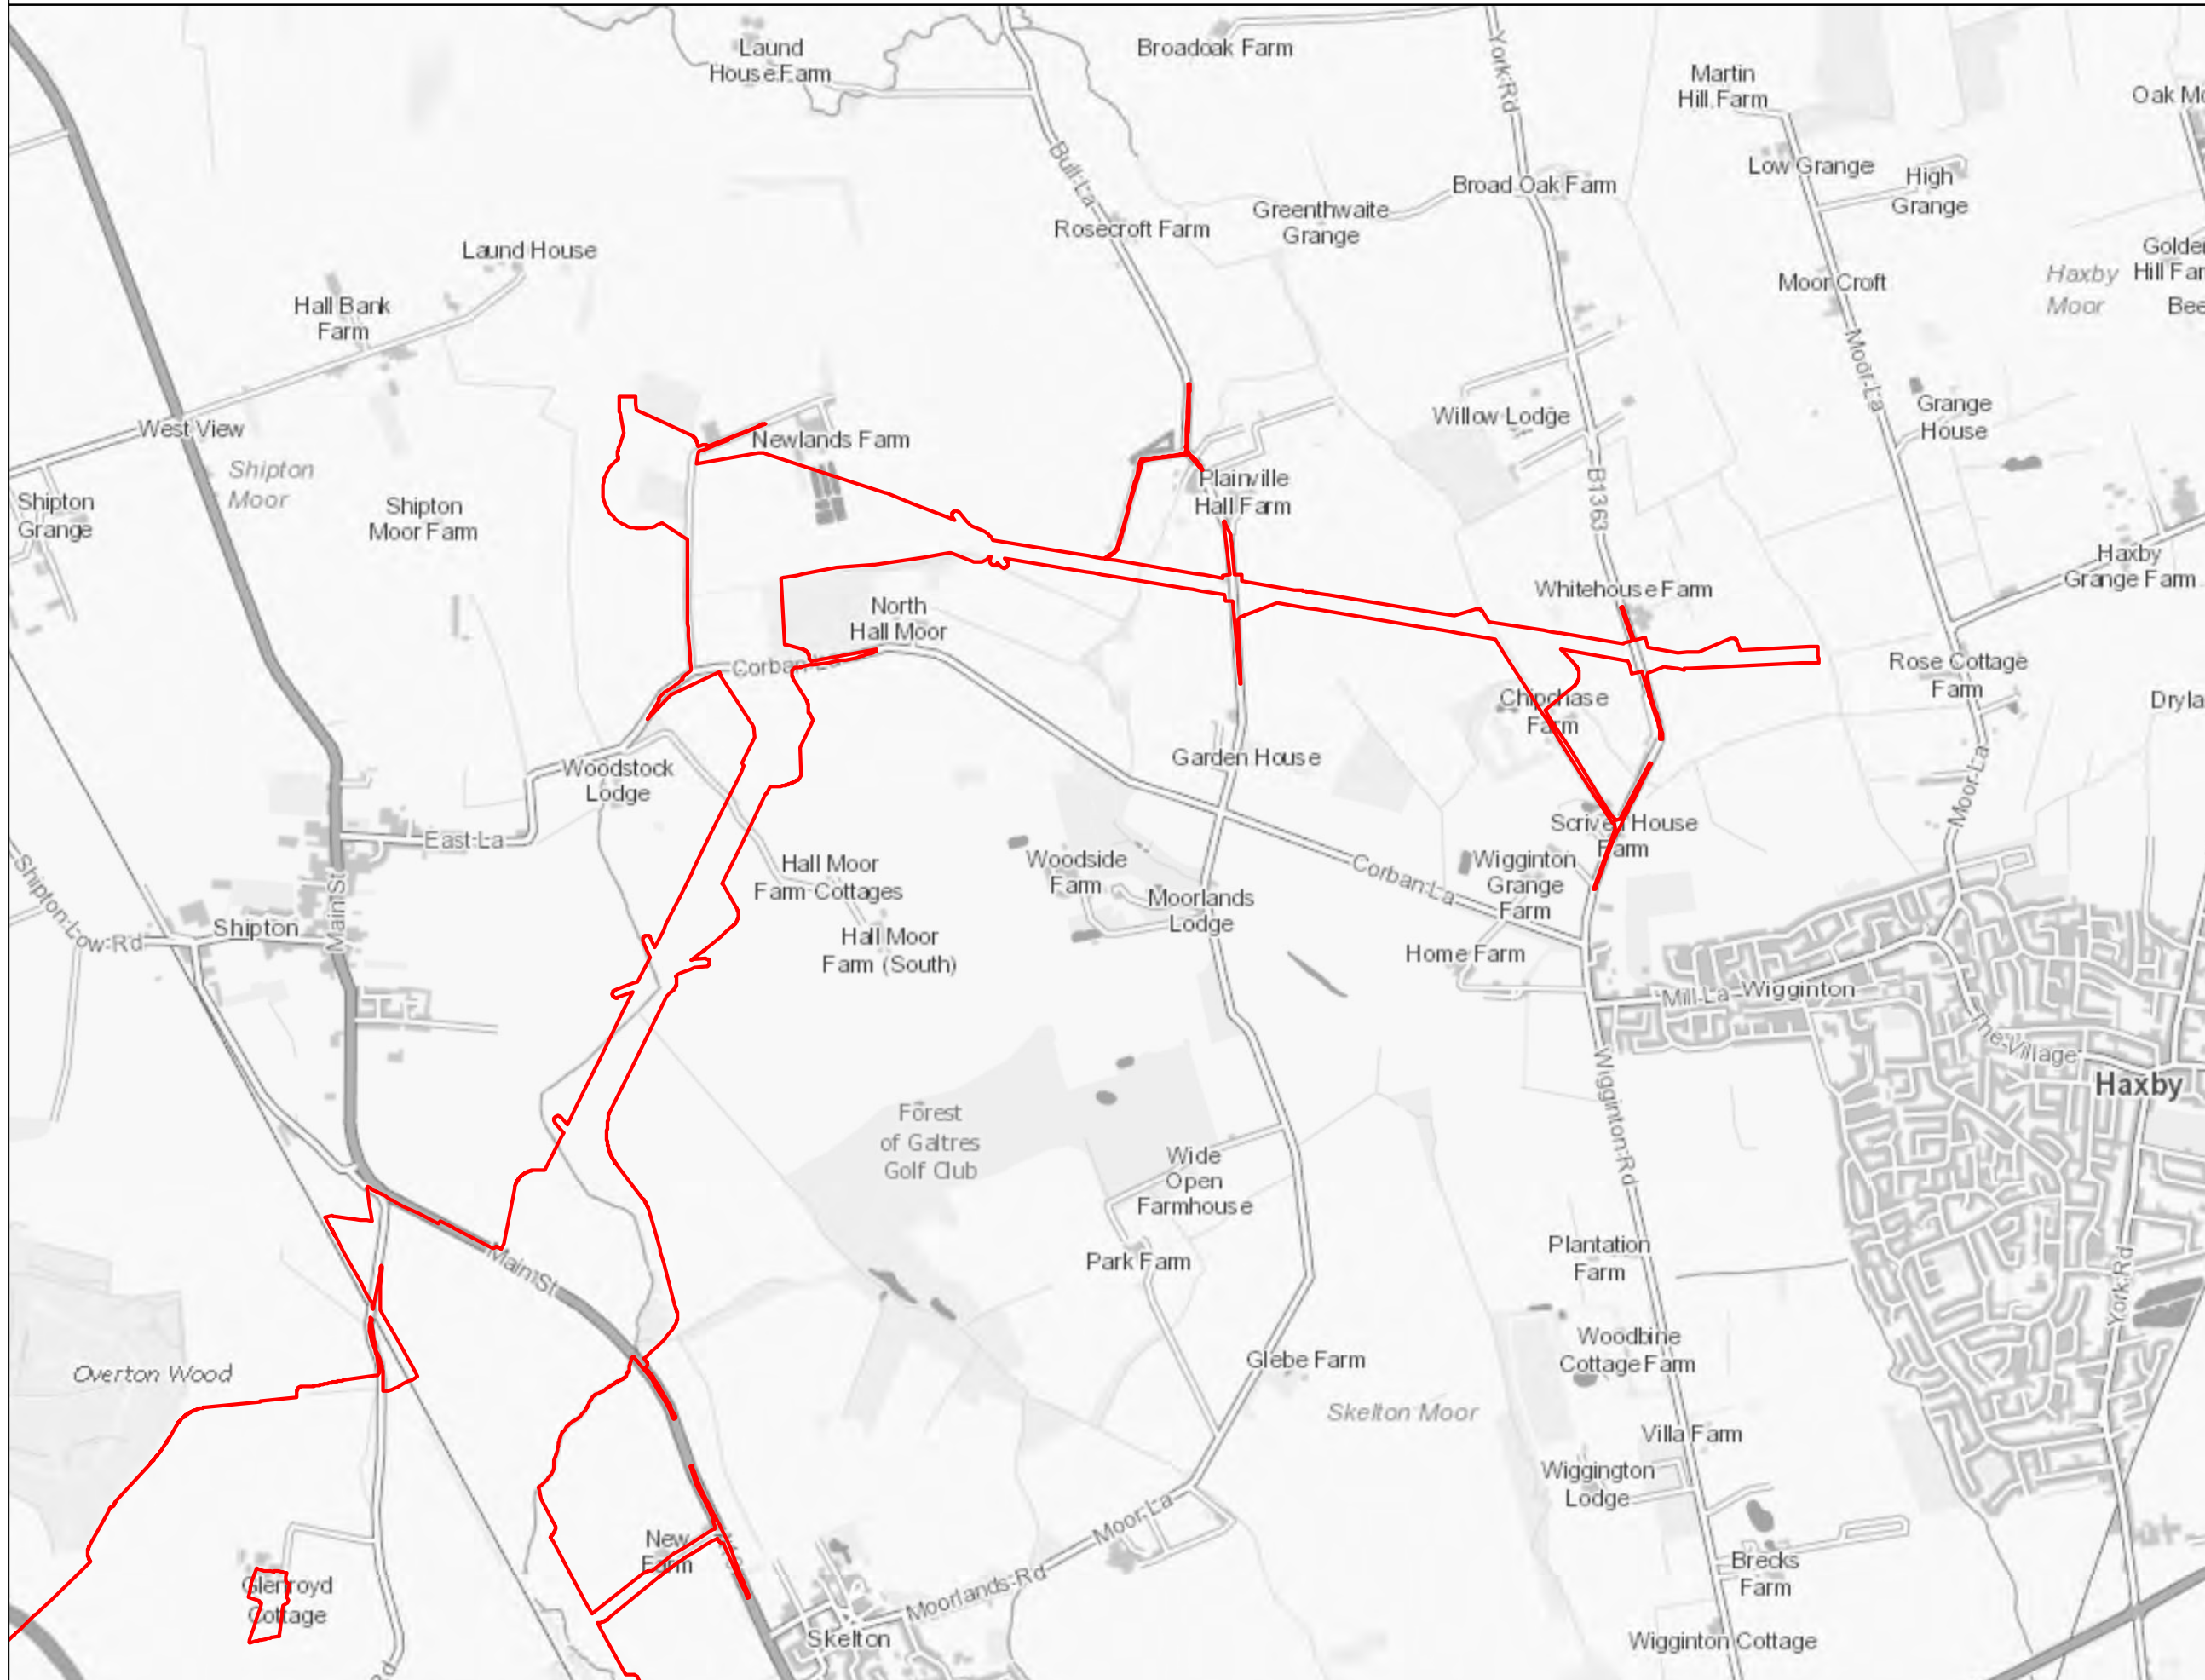 Laund
House Farm
Broadoak Farm
York Rd
Martin
Hill Farm
Oak
Bull La
Low Grange
High
Grange
Broad Oak Farm
Greenthwaite
Grange
Rosecroft Farm
Laund House
Haxby
Moor
Hill
Moor Croft
Hall Bank
Farm
Moor La
Grange
House
West View
Willow Lodge
Newlands Farm
Shipton
Moor
Shipton
Grange
Shipton
Moor Farm
Plainville
Hall Farm
B1363
Haxby
Grange Farm
Whitehouse Farm
North
Hall Moor
Corban La
Rose Cottage
Farm
Chipchase
Farm
Garden House
Woodstock
Lodge
Moor La
Scriven House
Farm
East La
Hall Moor
Farm Cottages
Woodside
Farm
Wigginton
Grange
Farm
Corban La
Moorlands
Lodge
Main St
Shipton
Shipton Low Rd
Hall Moor
Farm (South)
Home Farm
Mill La
Wigginton
The Village
Haxby
Wigginton Rd
Forest
of Galtres
Golf Club
Wide
Open
Farmhouse
Park Farm
Plantation
Farm
Main St
York Rd
Woodbine
Cottage Farm
Glebe Farm
Overton Wood
Skelton Moor
Villa Farm
Wiggington
Lodge
Moor La
New
Farm
Brecks
Farm
Glenroyd
Cottage
Moorlands Rd
Skelton
Wigginton Cottage